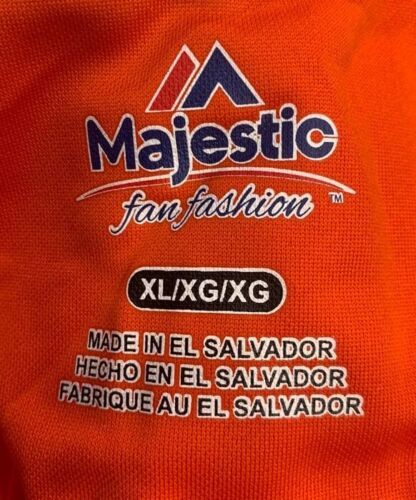 Majestic
fan fashion ™
XL/XG/XG
MADE IN EL SALVADOR
HECHO EN EL SALVADOR
FABRIQUE AU EL SALVADOR